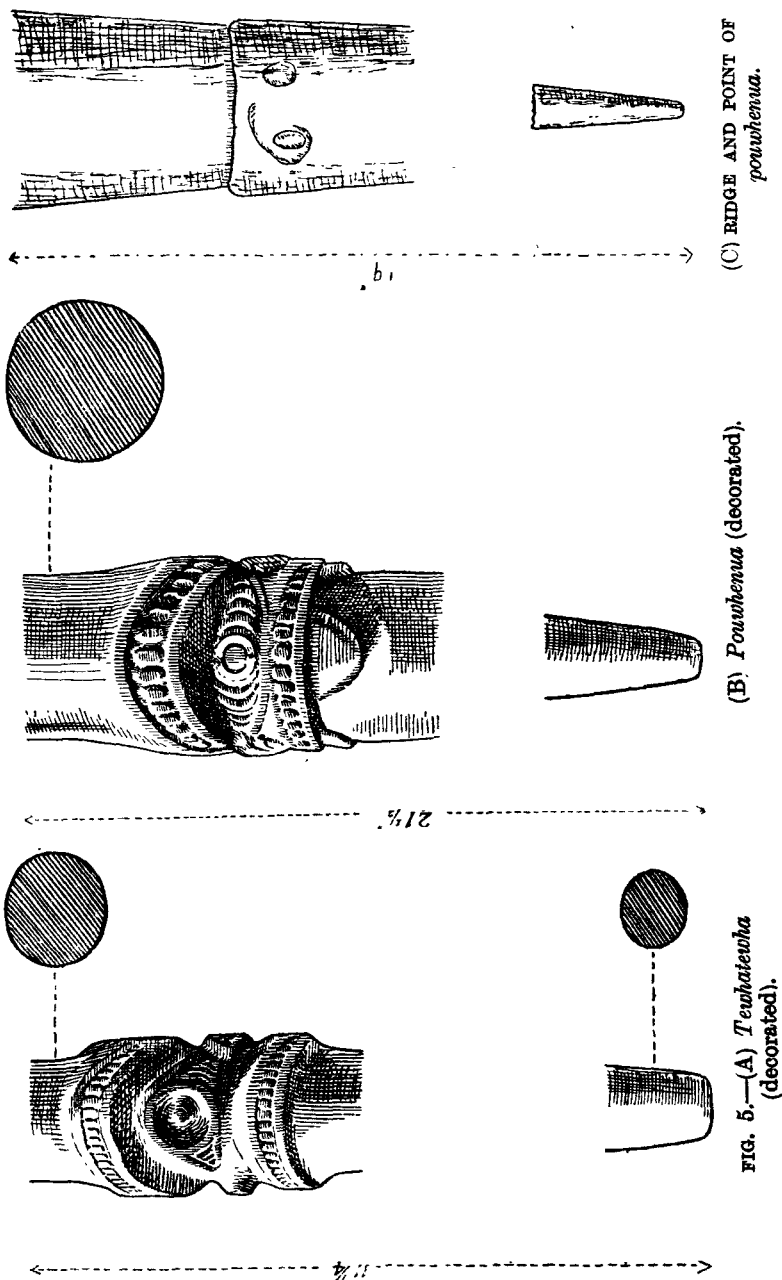 FIG. 5.—(A) Tewhatewha
(decorated).
(B) Pouwhenua (decorated).
(C) RIDGE AND POINT OF
pouwhenua.
21½"